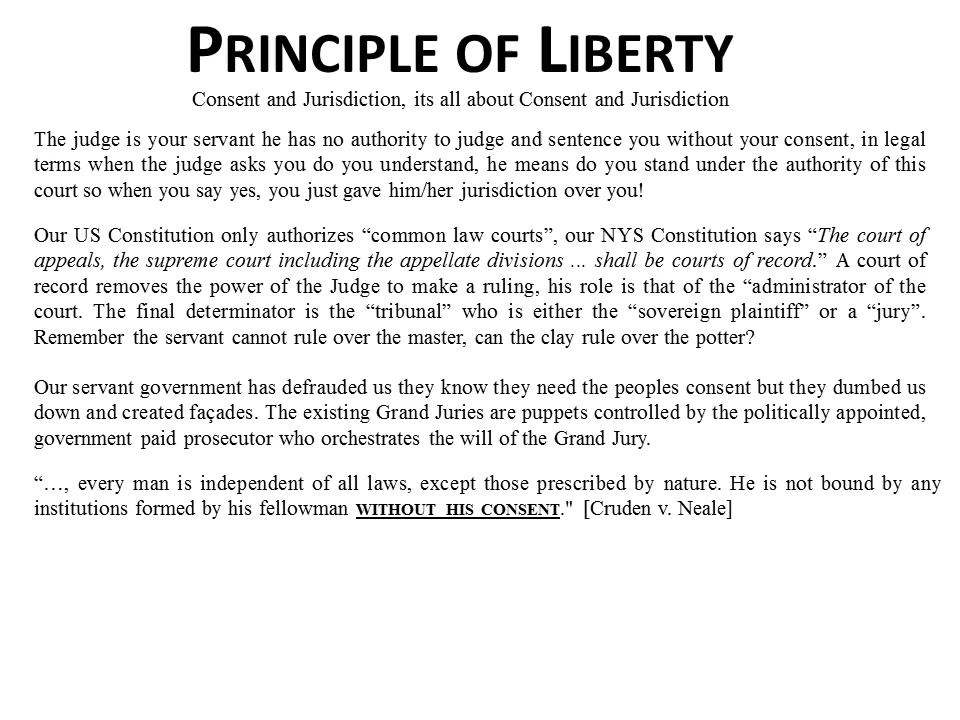 PRINCIPLE OF LIBERTY
Consent and Jurisdiction, its all about Consent and Jurisdiction
The judge is your servant he has no authority to judge and sentence you without your consent, in legal
terms when the judge asks you do you understand, he means do you stand under the authority of this
court so when you say yes, you just gave him/her jurisdiction over you!
Our US Constitution only authorizes “common law courts”, our NYS Constitution says “The court of
appeals, the supreme court including the appellate divisions ... shall be courts of record.” A court of
record removes the power of the Judge to make a ruling, his role is that of the “administrator of the
court. The final determinator is the “tribunal” who is either the “sovereign plaintiff” or a “jury”.
Remember the servant cannot rule over the master, can the clay rule over the potter?
Our servant government has defrauded us they know they need the peoples consent but they dumbed us
down and created façades. The existing Grand Juries are puppets controlled by the politically appointed,
government paid prosecutor who orchestrates the will of the Grand Jury.
“…, every man is independent of all laws, except those prescribed by nature. He is not bound by any
institutions formed by his fellowman WITHOUT HIS CONSENT." [Cruden v. Neale]